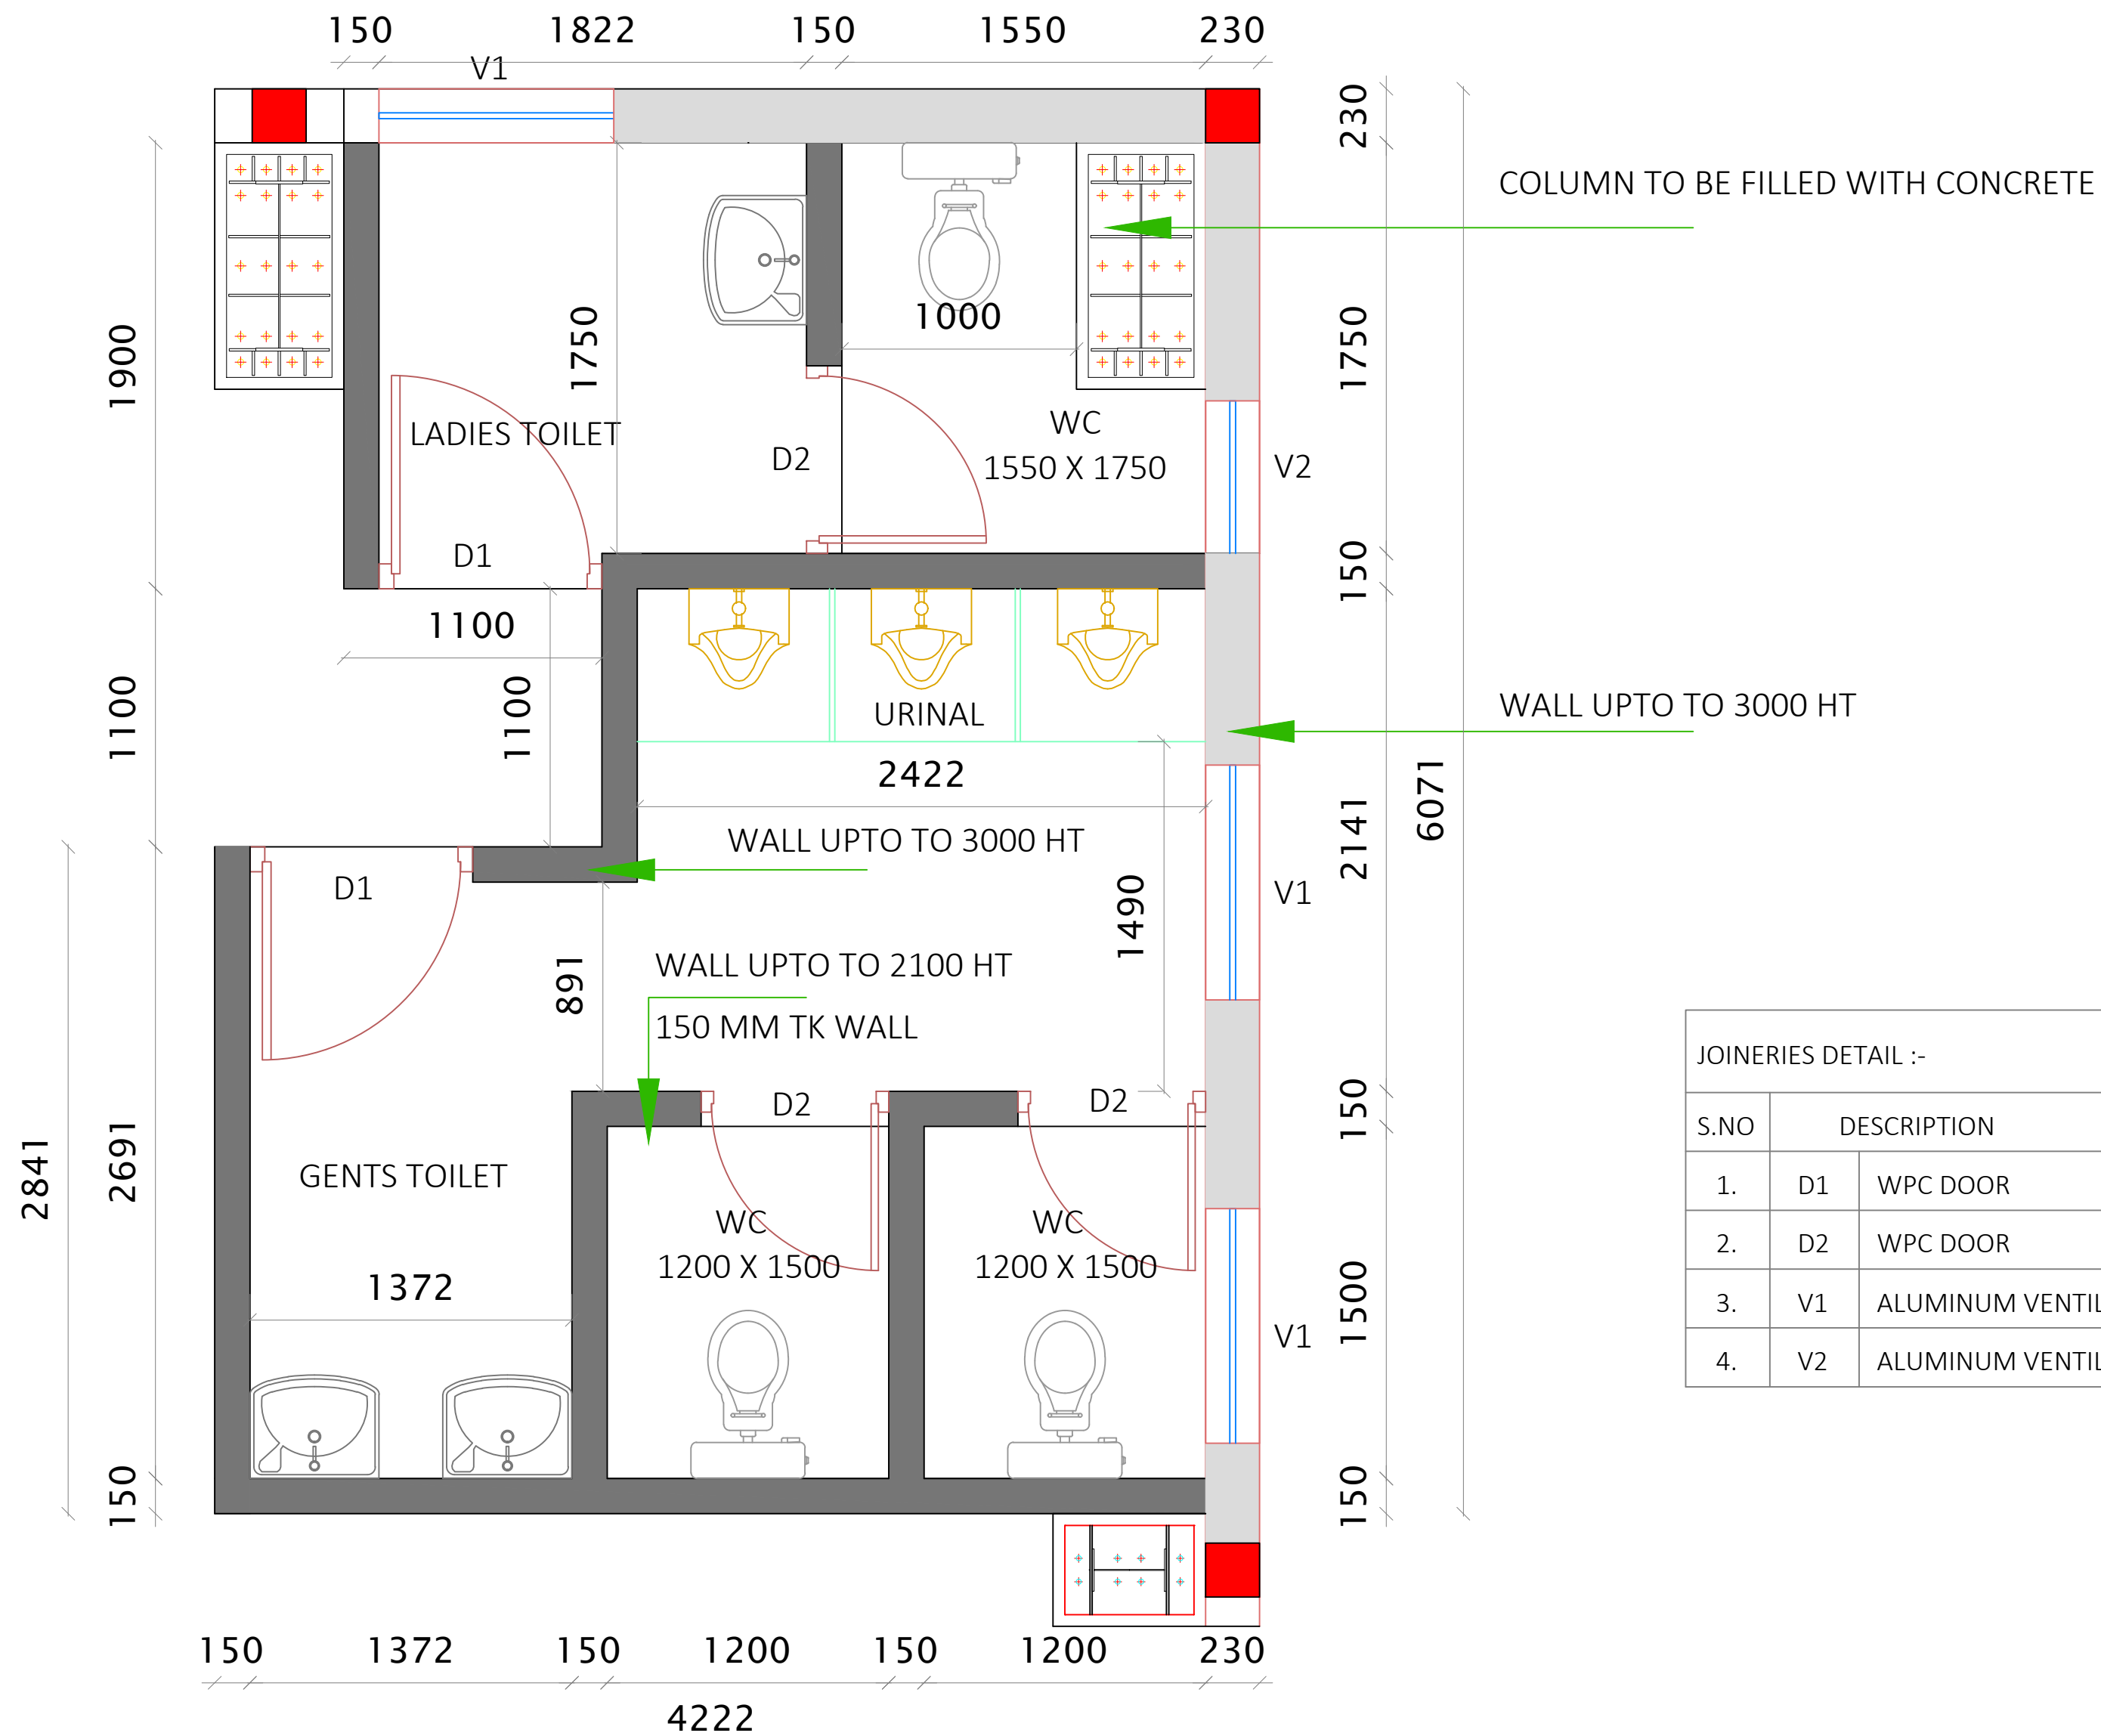 150 1822 150 1550 230
V1
230
COLUMN TO BE FILLED WITH CONCRETE
1900
1750
1000
1750
LADIES TOILET
D2
WC
1550 X 1750
V2
D1
150
1100
1100
1100
URINAL
WALL UPTO TO 3000 HT
2422
WALL UPTO TO 3000 HT
2141
6071
D1
V1
1490
891
WALL UPTO TO 2100 HT
150 MM TK WALL
D2
D2
150
2841
2691
GENTS TOILET
WC
1200 X 1500
WC
1200 X 1500
1372
1500
V1
150
150
150 1372 150 1200 150 1200 230
4222
JOINERIES DETAIL :-
S.NO DESCRIPTION
1. D1 WPC DOOR
2. D2 WPC DOOR
3. V1 ALUMINUM
4. V2 ALUMINUM